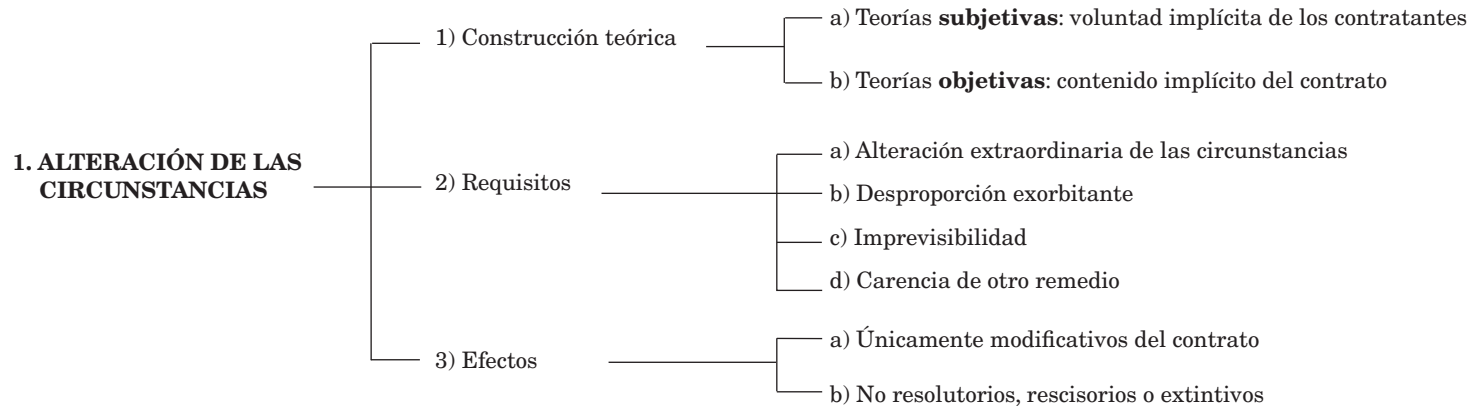 1. ALTERACIÓN DE LAS
CIRCUNSTANCIAS
1) Construcción teórica
a) Teorías subjetivas: voluntad implícita de los contratantes
b) Teorías objetivas: contenido implícito del contrato
2) Requisitos
a) Alteración extraordinaria de las circunstancias
b) Desproporción exorbitante
c) Imprevisibilidad
d) Carencia de otro remedio
3) Efectos
a) Únicamente modificativos del contrato
b) No resolutorios, rescisorios o extintivos